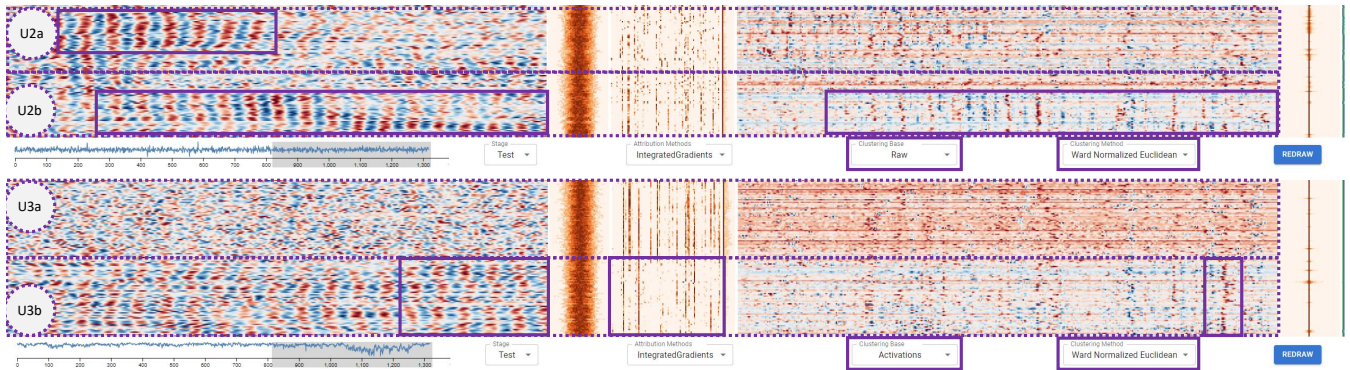 U2a
U2b
0 100 200 300 400 500 600 700 800 900 1,000 1,100 1,200 1,300
Stage
Test
Attribution Methods
IntegratedGradients
Clustering Base
Raw
Clustering Method
Ward Normalized Euclidean
REDRAW
U3a
U3b
0 100 200 300 400 500 600 700 800 900 1,000 1,100 1,200 1,300
Stage
Test
Attribution Methods
IntegratedGradients
Clustering Base
Activations
Clustering Method
Ward Normalized Euclidean
REDRAW